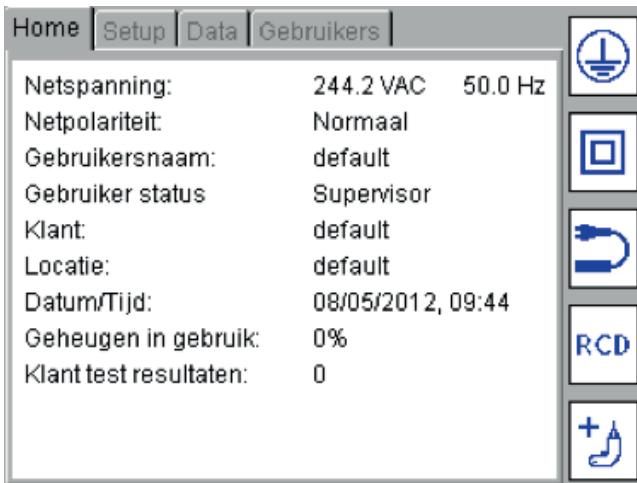 Home Setup Data Gebruikers
Netspanning: 244.2 VAC 50.0 Hz
Netpolariteit: Normaal
Gebruikersnaam: default
Gebruiker status Supervisor
Klant: default
Locatie: default
Datum/Tijd: 08/05/2012, 09:44
Geheugen in gebruik: 0%
Klant test resultaten: 0
RCD